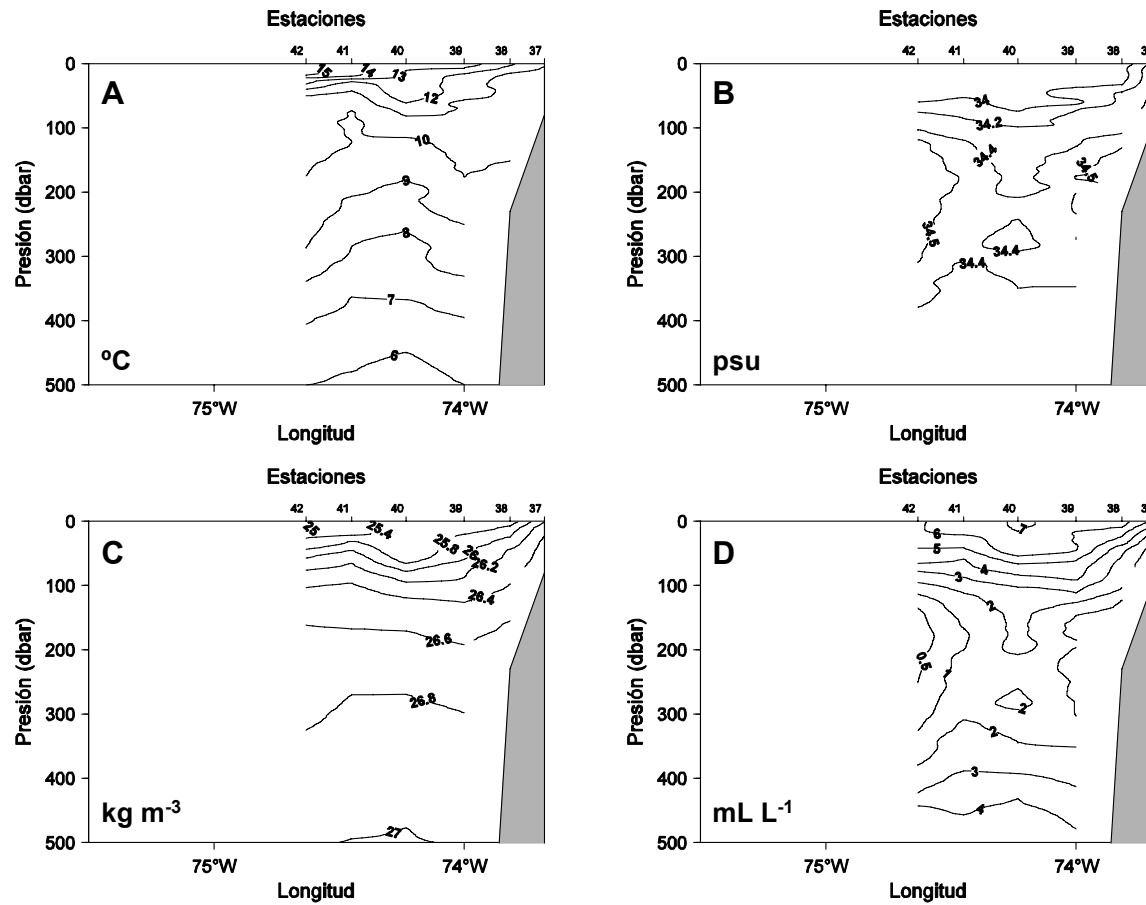 Estaciones
42 41 40 39 38 37
A
15 14 13 12 10 9 8 7 6
Presión (dbar)
0
100
200
300
400
500
ºC
75°W 74°W
Longitud
Estaciones
42 41 40 39 38
B
34 34.2 34.4 34.5 34.5 34.4 34.4
Presión (dbar)
0
100
200
300
400
500
psu
75°W 74°W
Longitud
Estaciones
42 41 40 39 38 37
C
25 25.4 25.8 26 26.2 26.4 26.6 26.8 27
Presión (dbar)
0
100
200
300
400
500
kg m-3
75°W 74°W
Longitud
Estaciones
42 41 40 39 38
D
7 6 5 4 3 2 0.5 1 2 2 3 4
Presión (dbar)
0
100
200
300
400
500
mL L-1
75°W 74°W
Longitud